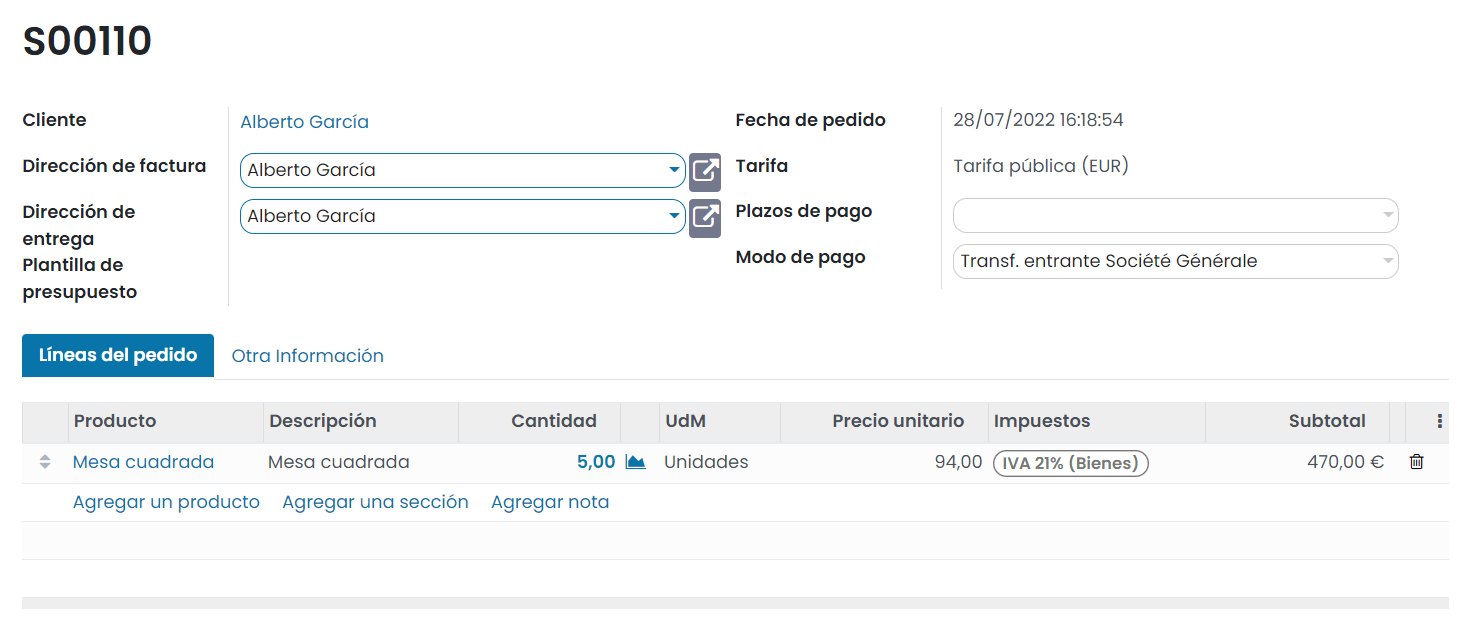 S00110
Cliente
Alberto García
Dirección de factura
Alberto García
Dirección de
entrega
Alberto García
Plantilla de
presupuesto
Fecha de pedido
28/07/2022 16:18:54
Tarifa
Tarifa pública (EUR)
Plazos de pago
Modo de pago
Transf. entrante Société Générale
Líneas del pedido Otra Información
Producto Descripción Cantidad UdM Precio unitario Impuestos Subtotal
Mesa cuadrada Mesa cuadrada 5,00 Unidades 94,00 IVA 21% (Bienes) 470,00 €
Agregar un producto Agregar una sección Agregar nota